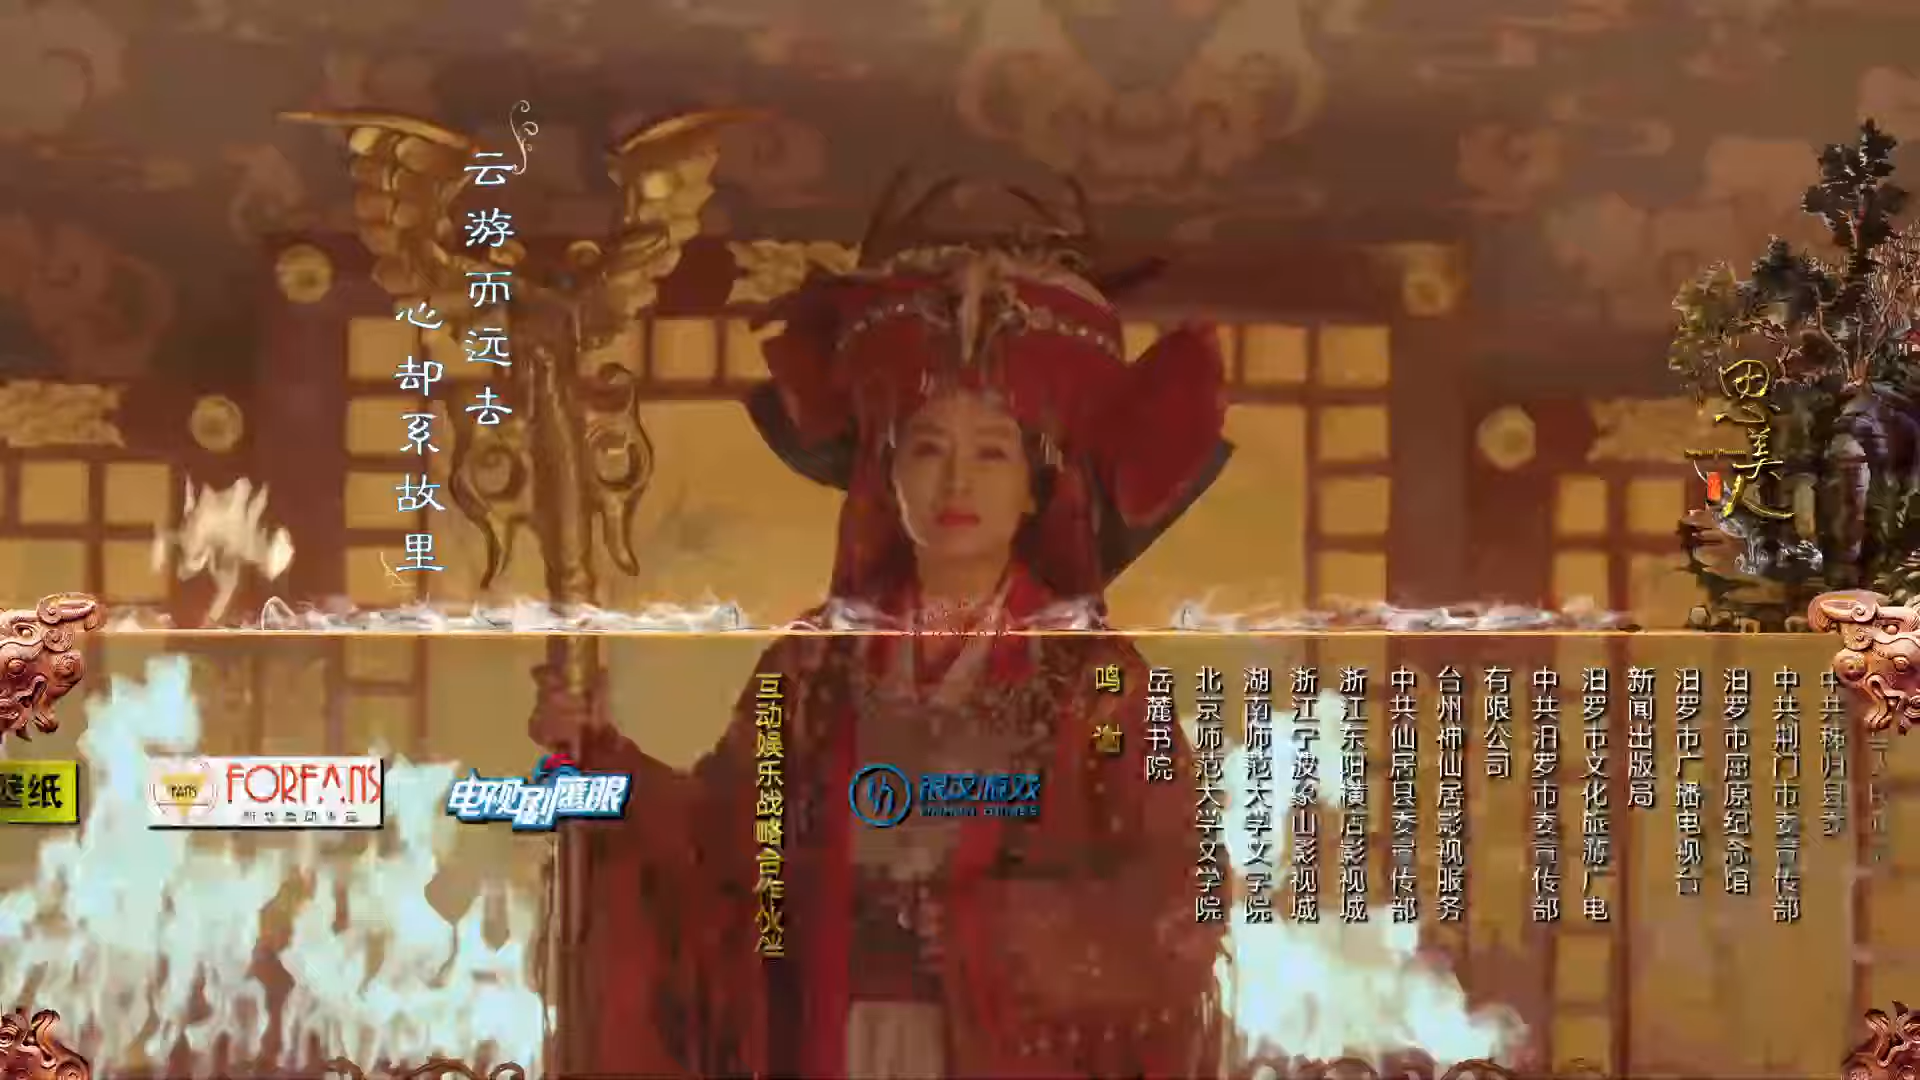 云游而远去
心却系故里
思美人
中共秭归县委
中共荆门市委宣传部
汨罗市屈原纪念馆
汨罗市广播电视台
新闻出版局
汨罗市文化旅游广电
中共汨罗市委宣传部
有限公司
台州神仙居影视服务
中共仙居县委宣传部
浙江东阳横店影视城
浙江宁波象山影视城
湖南师范大学文学院
北京师范大学文学院
岳麓书院
鸣谢
互动娱乐战略合作伙伴
壁纸
FANS
FORFANS
电视剧鹰眼